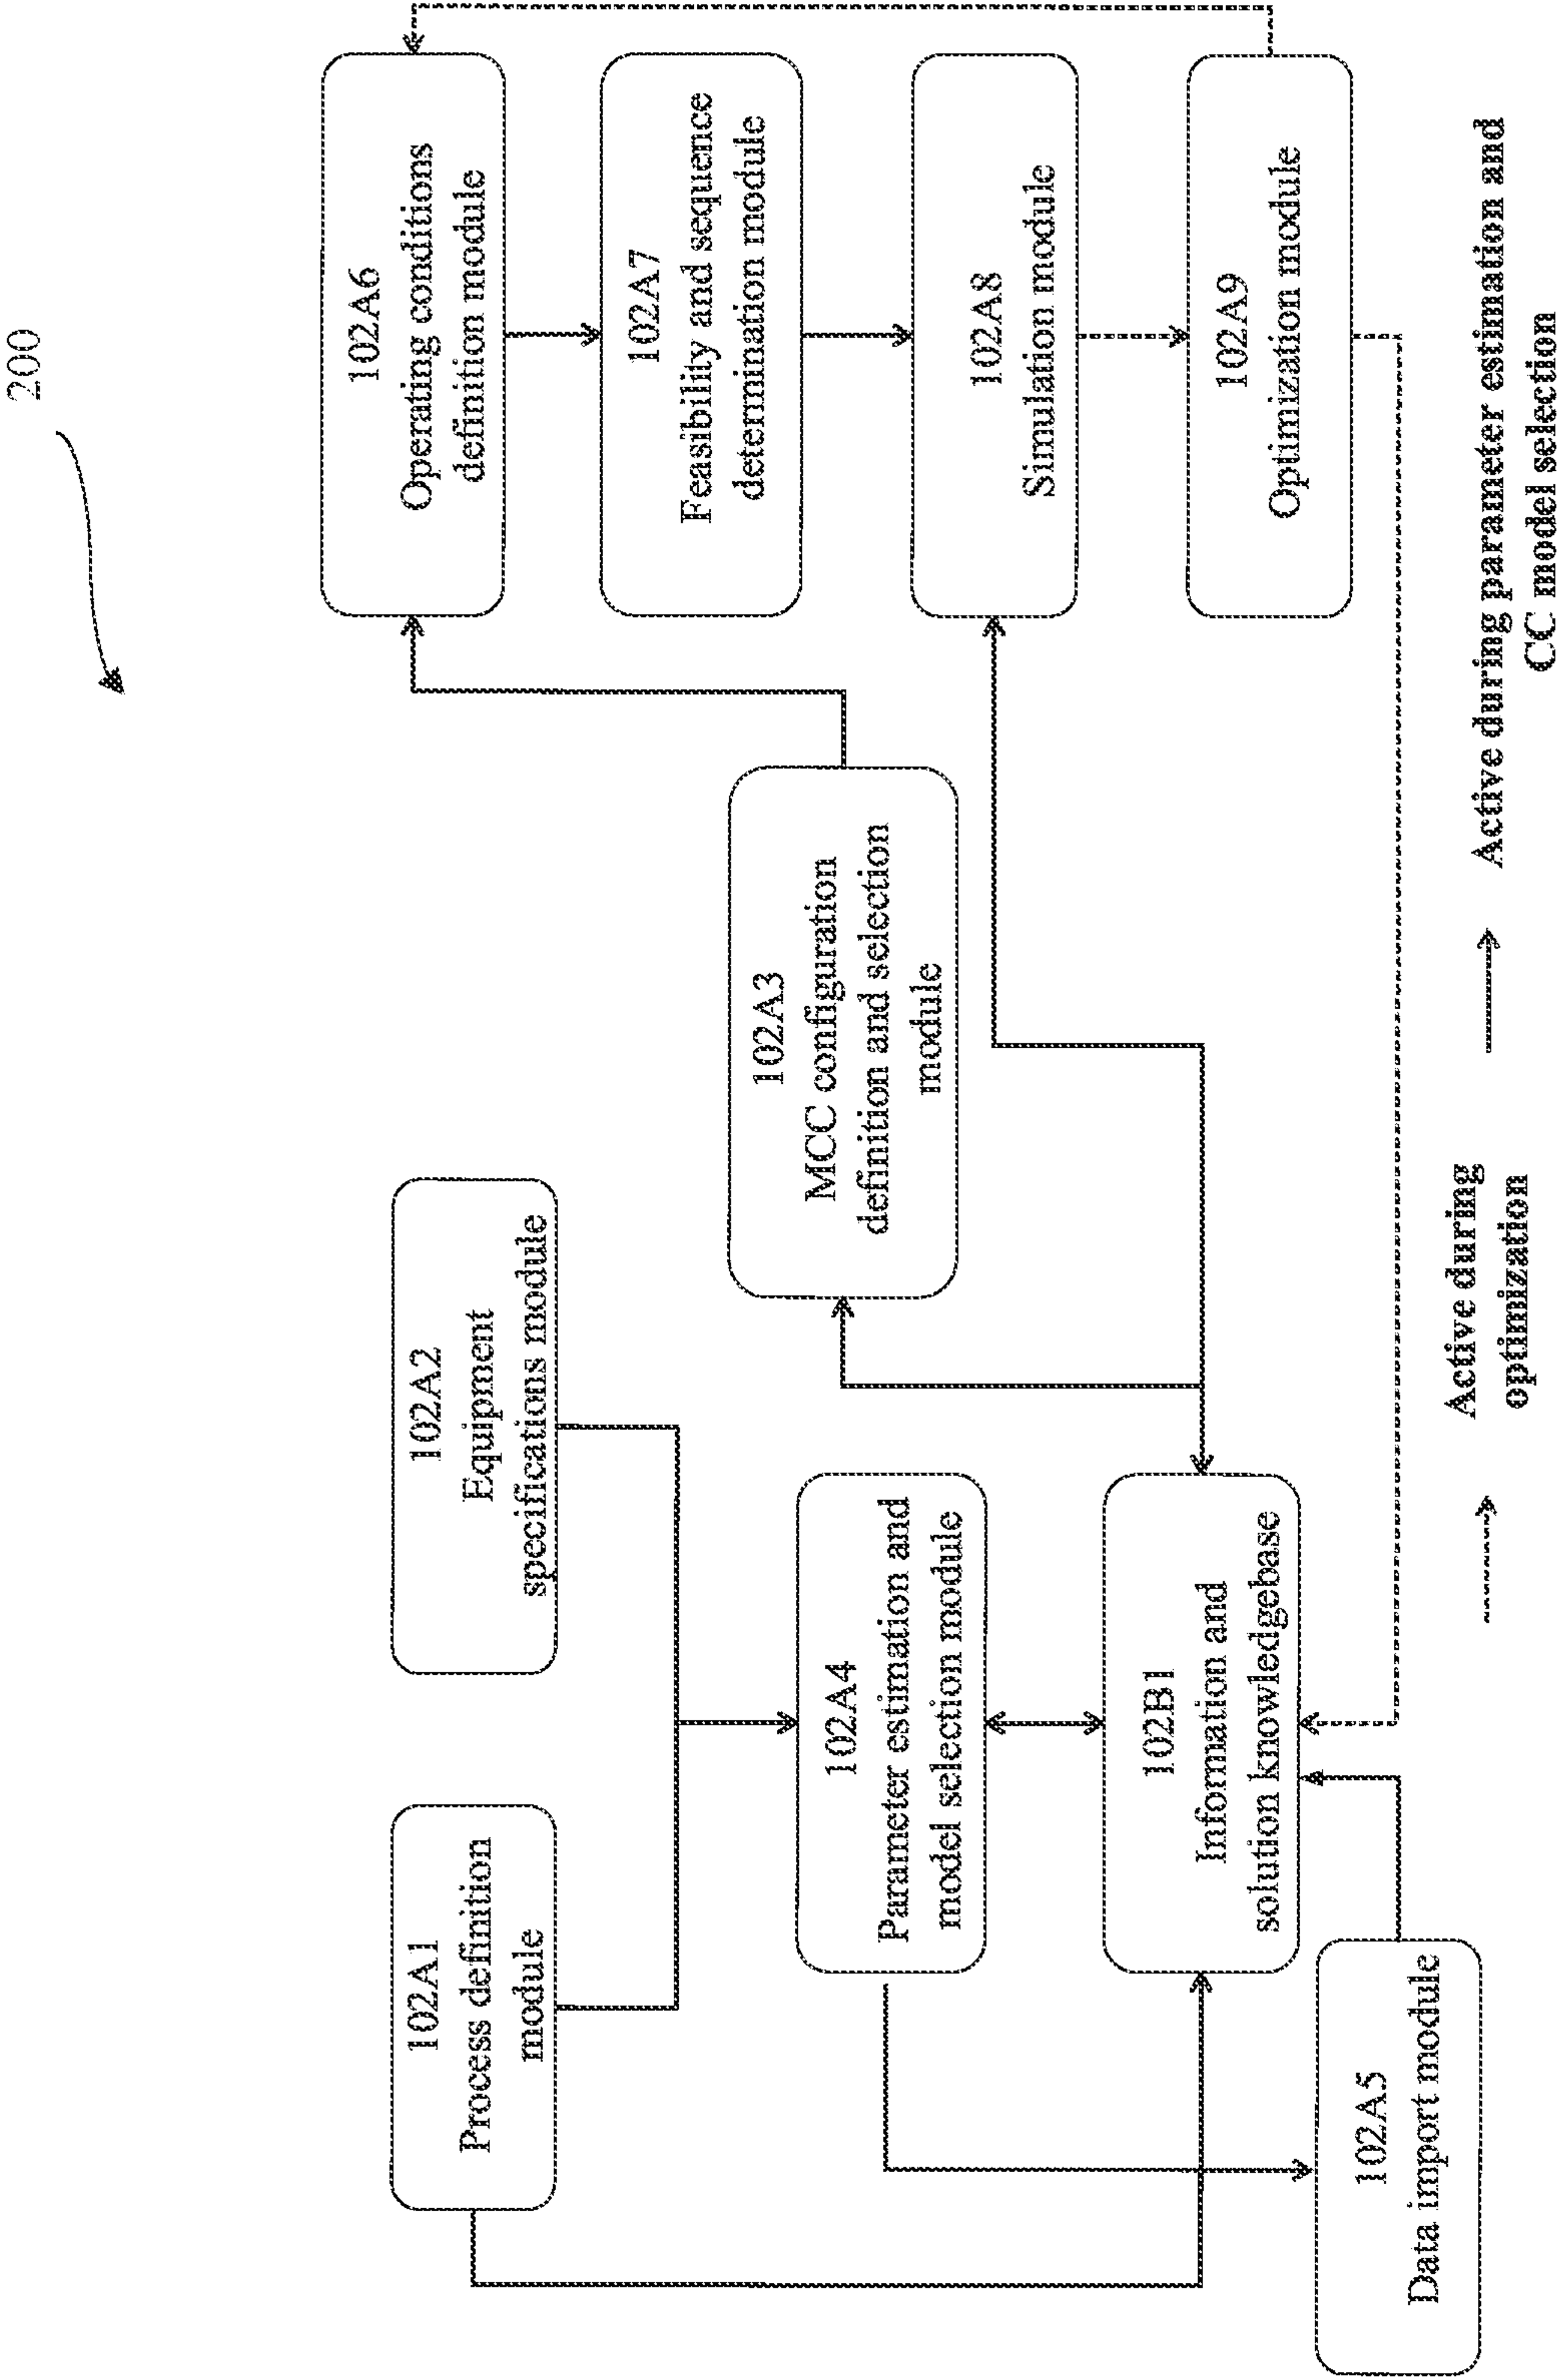 200
102A1
Process definition
module
102A2
Equipment
specifications module
102A6
Operating conditions
definition module
102A7
Feasibility and sequence
determination module
102A3
MCC configuration
definition and selection
module
102A4
Parameter estimation and
model selection module
102A8
Simulation module
102B1
Information and
solution knowledgebase
102A9
Optimization module
102A5
Data import module
Active during
optimization
Active during parameter estimation and
CC model selection